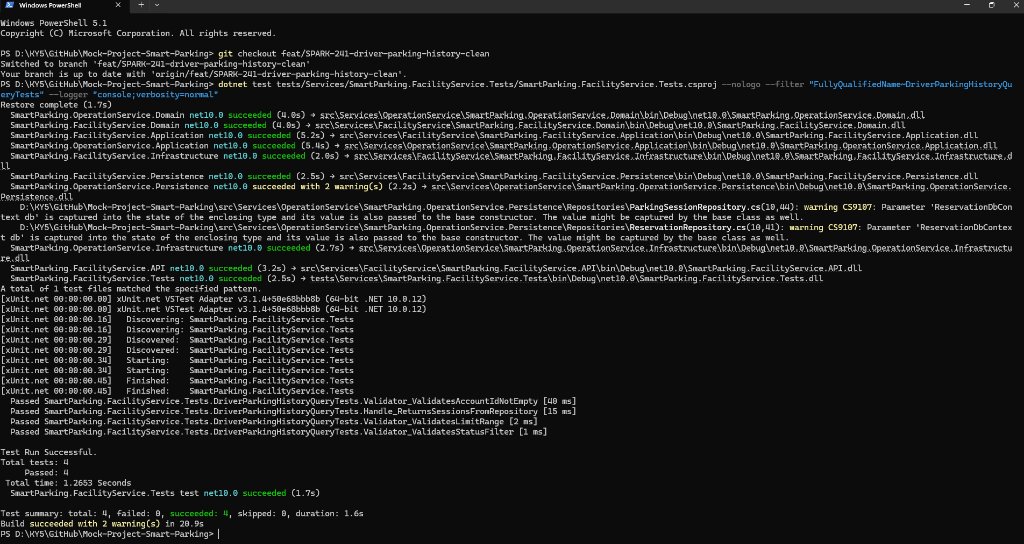 Windows PowerShell
Windows PowerShell 5.1
Copyright (C) Microsoft Corporation. All rights reserved.
PS D:\KY5\GitHub\Mock-Project-Smart-Parking> git checkout feat/SPARK-241-driver-parking-history-clean
Switched to branch 'feat/SPARK-241-driver-parking-history-clean'
Your branch is up to date with 'origin/feat/SPARK-241-driver-parking-history-clean'.
PS D:\KY5\GitHub\Mock-Project-Smart-Parking> dotnet test tests/Services/SmartParking.FacilityService.Tests/SmartParking.FacilityService.Tests.csproj --nologo --filter "FullyQualifiedName~DriverParkingHistoryQu
eryTests" --logger "console;verbosity=normal"
Restore complete (1.7s)
SmartParking.OperationService.Domain net10.0 succeeded (4.0s) → src\Services\OperationService\SmartParking.OperationService.Domain\bin\Debug\net10.0\SmartParking.OperationService.Domain.dll
SmartParking.FacilityService.Domain net10.0 succeeded (4.0s) → src\Services\FacilityService\SmartParking.FacilityService.Domain\bin\Debug\net10.0\SmartParking.FacilityService.Domain.dll
SmartParking.FacilityService.Application net10.0 succeeded (5.2s) → src\Services\FacilityService\SmartParking.FacilityService.Application\bin\Debug\net10.0\SmartParking.FacilityService.Application.dll
SmartParking.OperationService.Application net10.0 succeeded (5.4s) → src\Services\OperationService\SmartParking.OperationService.Application\bin\Debug\net10.0\SmartParking.OperationService.Application.dll
SmartParking.FacilityService.Infrastructure net10.0 succeeded (2.0s) → src\Services\FacilityService\SmartParking.FacilityService.Infrastructure\bin\Debug\net10.0\SmartParking.FacilityService.Infrastructure.d
ll
SmartParking.FacilityService.Persistence net10.0 succeeded (2.5s) → src\Services\FacilityService\SmartParking.FacilityService.Persistence\bin\Debug\net10.0\SmartParking.FacilityService.Persistence.dll
SmartParking.OperationService.Persistence net10.0 succeeded with 2 warning(s) (2.2s) → src\Services\OperationService\SmartParking.OperationService.Persistence\bin\Debug\net10.0\SmartParking.OperationService.
Persistence.dll
D:\KY5\GitHub\Mock-Project-Smart-Parking\src\Services\OperationService\SmartParking.OperationService.Persistence\Repositories\ParkingSessionRepository.cs(10,44): warning CS9107: Parameter 'ReservationDbCon
text db' is captured into the state of the enclosing type and its value is also passed to the base constructor. The value might be captured by the base class as well.
D:\KY5\GitHub\Mock-Project-Smart-Parking\src\Services\OperationService\SmartParking.OperationService.Persistence\Repositories\ReservationRepository.cs(10,41): warning CS9107: Parameter 'ReservationDbContex
t db' is captured into the state of the enclosing type and its value is also passed to the base constructor. The value might be captured by the base class as well.
SmartParking.OperationService.Infrastructure net10.0 succeeded (2.7s) → src\Services\OperationService\SmartParking.OperationService.Infrastructure\bin\Debug\net10.0\SmartParking.OperationService.Infrastructu
re.dll
SmartParking.FacilityService.API net10.0 succeeded (3.2s) → src\Services\FacilityService\SmartParking.FacilityService.API\bin\Debug\net10.0\SmartParking.FacilityService.API.dll
SmartParking.FacilityService.Tests net10.0 succeeded (2.5s) → tests\Services\SmartParking.FacilityService.Tests\bin\Debug\net10.0\SmartParking.FacilityService.Tests.dll
A total of 1 test files matched the specified pattern.
[xUnit.net 00:00:00.00] xUnit.net VSTest Adapter v3.1.4+50e68bbb8b (64-bit .NET 10.0.12)
[xUnit.net 00:00:00.00] xUnit.net VSTest Adapter v3.1.4+50e68bbb8b (64-bit .NET 10.0.12)
[xUnit.net 00:00:00.16]   Discovering: SmartParking.FacilityService.Tests
[xUnit.net 00:00:00.16]   Discovering: SmartParking.FacilityService.Tests
[xUnit.net 00:00:00.29]   Discovered:  SmartParking.FacilityService.Tests
[xUnit.net 00:00:00.29]   Discovered:  SmartParking.FacilityService.Tests
[xUnit.net 00:00:00.34]   Starting:    SmartParking.FacilityService.Tests
[xUnit.net 00:00:00.34]   Starting:    SmartParking.FacilityService.Tests
[xUnit.net 00:00:00.45]   Finished:    SmartParking.FacilityService.Tests
[xUnit.net 00:00:00.45]   Finished:    SmartParking.FacilityService.Tests
Passed SmartParking.FacilityService.Tests.DriverParkingHistoryQueryTests.Validator_ValidatesAccountIdNotEmpty [40 ms]
Passed SmartParking.FacilityService.Tests.DriverParkingHistoryQueryTests.Handle_ReturnsSessionsFromRepository [15 ms]
Passed SmartParking.FacilityService.Tests.DriverParkingHistoryQueryTests.Validator_ValidatesLimitRange [2 ms]
Passed SmartParking.FacilityService.Tests.DriverParkingHistoryQueryTests.Validator_ValidatesStatusFilter [1 ms]
Test Run Successful.
Total tests: 4
Passed: 4
Total time: 1.2653 Seconds
SmartParking.FacilityService.Tests test net10.0 succeeded (1.7s)
Test summary: total: 4, failed: 0, succeeded: 4, skipped: 0, duration: 1.6s
Build succeeded with 2 warning(s) in 20.9s
PS D:\KY5\GitHub\Mock-Project-Smart-Parking>